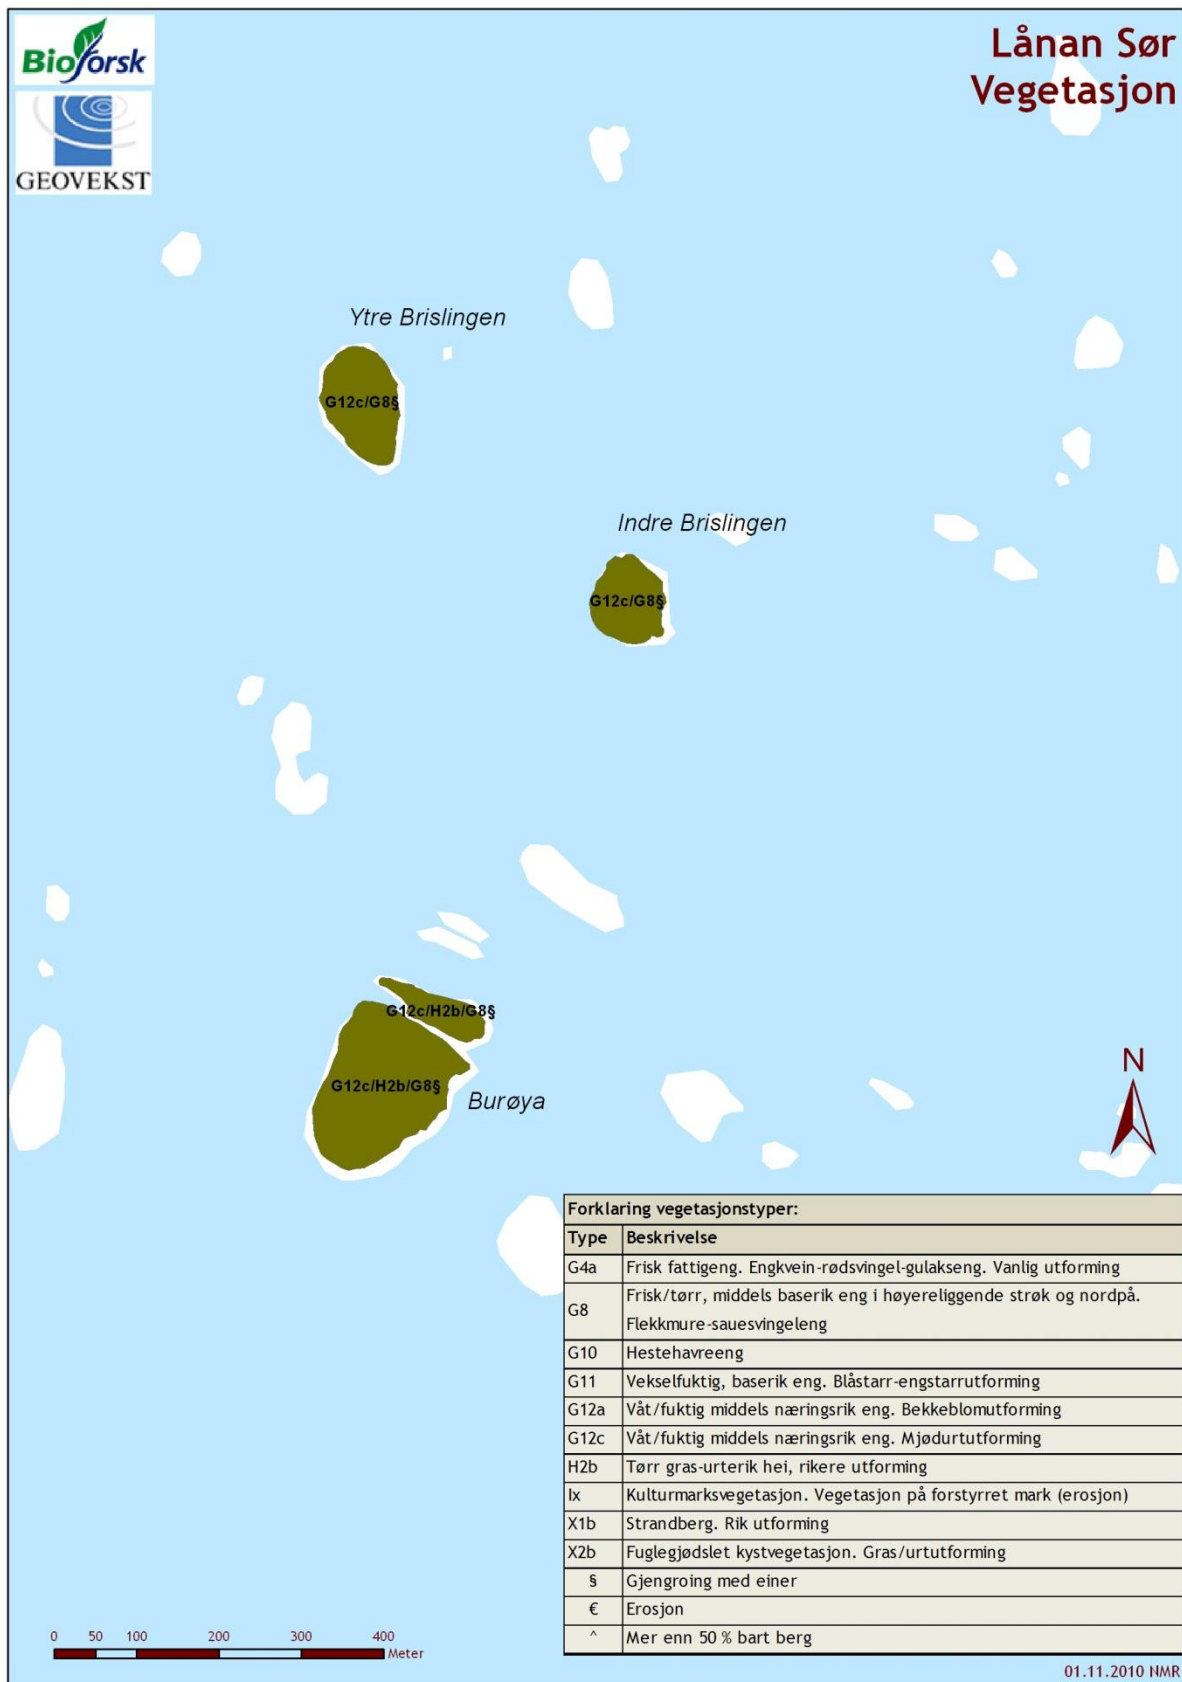 Bioforsk
GEOVEKST
Lånan Sør
Vegetasjon
Ytre Brislingen
G12c/G8§
Indre Brislingen
G12c/G8§
G12c/H2b/G8§
G12c/H2b/G8§
Burøya
N
Forklaring vegetasjonstyper:
Type Beskrivelse
G4a Frisk fattigeng. Engkvein-rødsvingel-gulakseng. Vanlig utforming
G8 Frisk/tørr, middels baserik eng i høyereliggende strøk og nordpå.
Flekkmure-sauesvingeleng
G10 Hestehavreeng
G11 Vekselfuktig, baserik eng. Blåstarr-engstarrutforming
G12a Våt/fuktig middels næringsrik eng. Bekkeblomutforming
G12c Våt/fuktig middels næringsrik eng. Mjødurtutforming
H2b Tørr gras-urterik hei, rikere utforming
Ix Kulturmarksvegetasjon. Vegetasjon på forstyrret mark (erosjon)
X1b Strandberg. Rik utforming
X2b Fuglegjødslet kystvegetasjon. Gras/urtutforming
§ Gjengroing med einer
€ Erosjon
^ Mer enn 50 % bart berg
0 50 100 200 300 400
Meter
01.11.2010 NMR